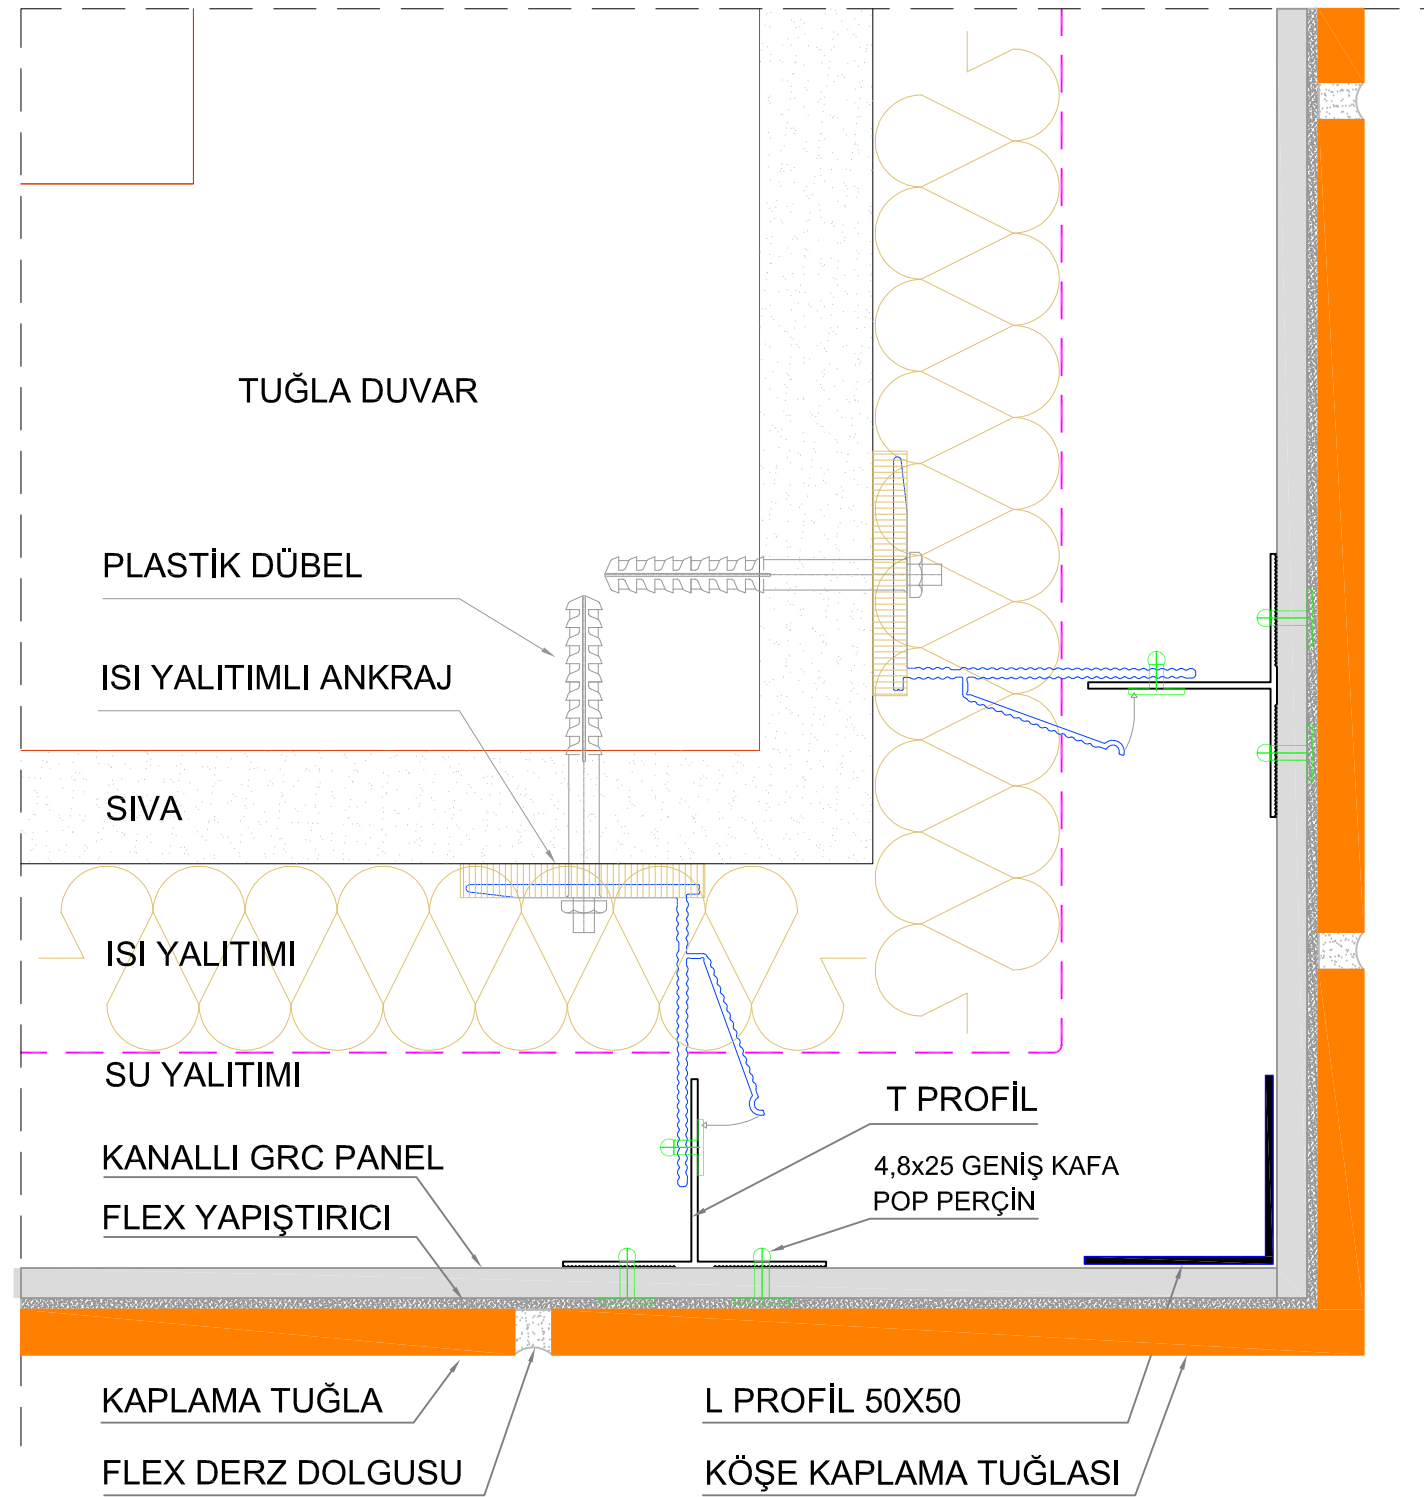 TUĞLA DUVAR
PLASTİK DÜBEL
ISI YALITIMLI ANKRAJ
SIVA
ISI YALITIMI
SU YALITIMI
T PROFİL
KANALLI GRC PANEL
4,8x25 GENİŞ KAFA
POP PERÇİN
FLEX YAPIŞTIRICI
KAPLAMA TUĞLA
L PROFİL 50X50
FLEX DERZ DOLGUSU
KÖŞE KAPLAMA TUĞLASI